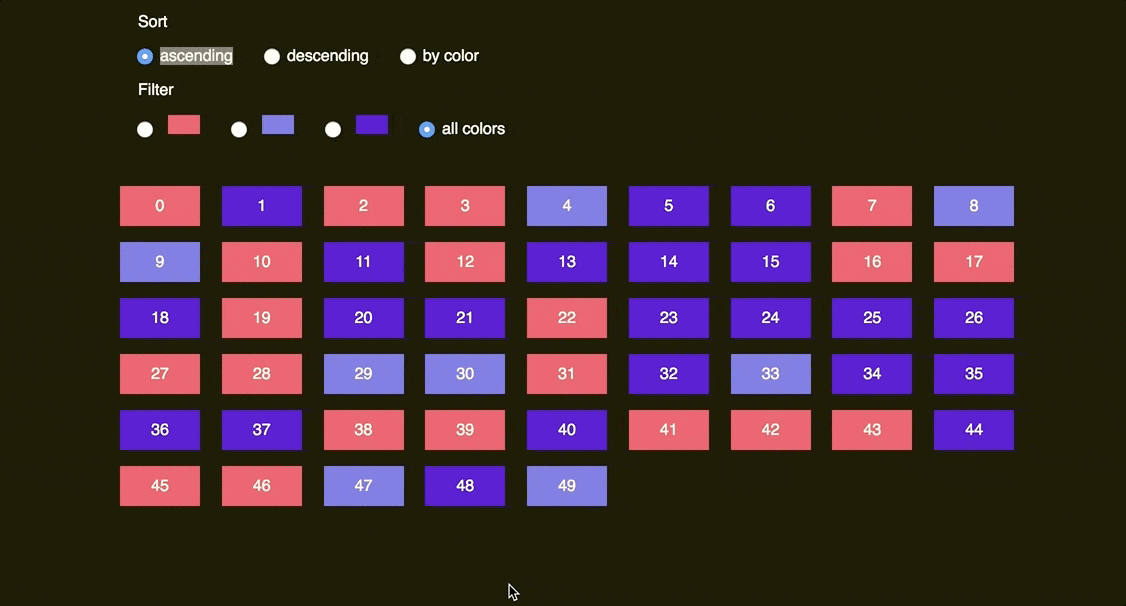 Sort
ascending descending by color
Filter
all colors
0 1 2 3 4 5 6 7 8
9 10 11 12 13 14 15 16 17
18 19 20 21 22 23 24 25 26
27 28 29 30 31 32 33 34 35
36 37 38 39 40 41 42 43 44
45 46 47 48 49